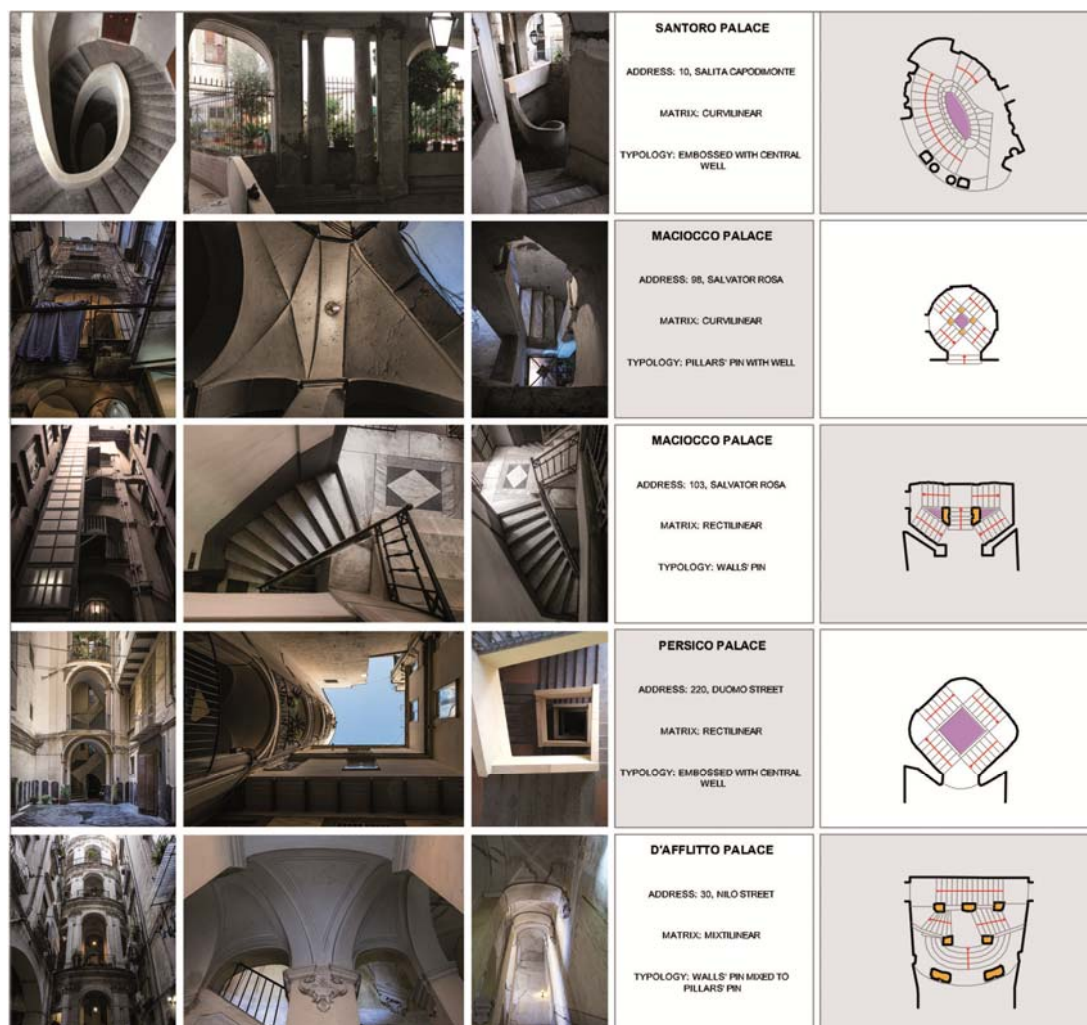 SANTORO PALACE
ADDRESS: 10, SALITA CAPODIMONTE
MATRIX: CURVILINEAR
TYPOLOGY: EMBOSSED WITH CENTRAL
WELL
MACIOCCO PALACE
ADDRESS: 98, SALVATOR ROSA
MATRIX: CURVILINEAR
TYPOLOGY: PILLARS' PIN WITH WELL
MACIOCCO PALACE
ADDRESS: 103, SALVATOR ROSA
MATRIX: RECTILINEAR
TYPOLOGY: WALLS' PIN
PERSICO PALACE
ADDRESS: 220, DUOMO STREET
MATRIX: RECTILINEAR
TYPOLOGY: EMBOSSED WITH CENTRAL
WELL
D'AFFLITTO PALACE
ADDRESS: 30, NILO STREET
MATRIX: MIXTILINEAR
TYPOLOGY: WALLS' PIN MIXED TO
PILLARS' PIN